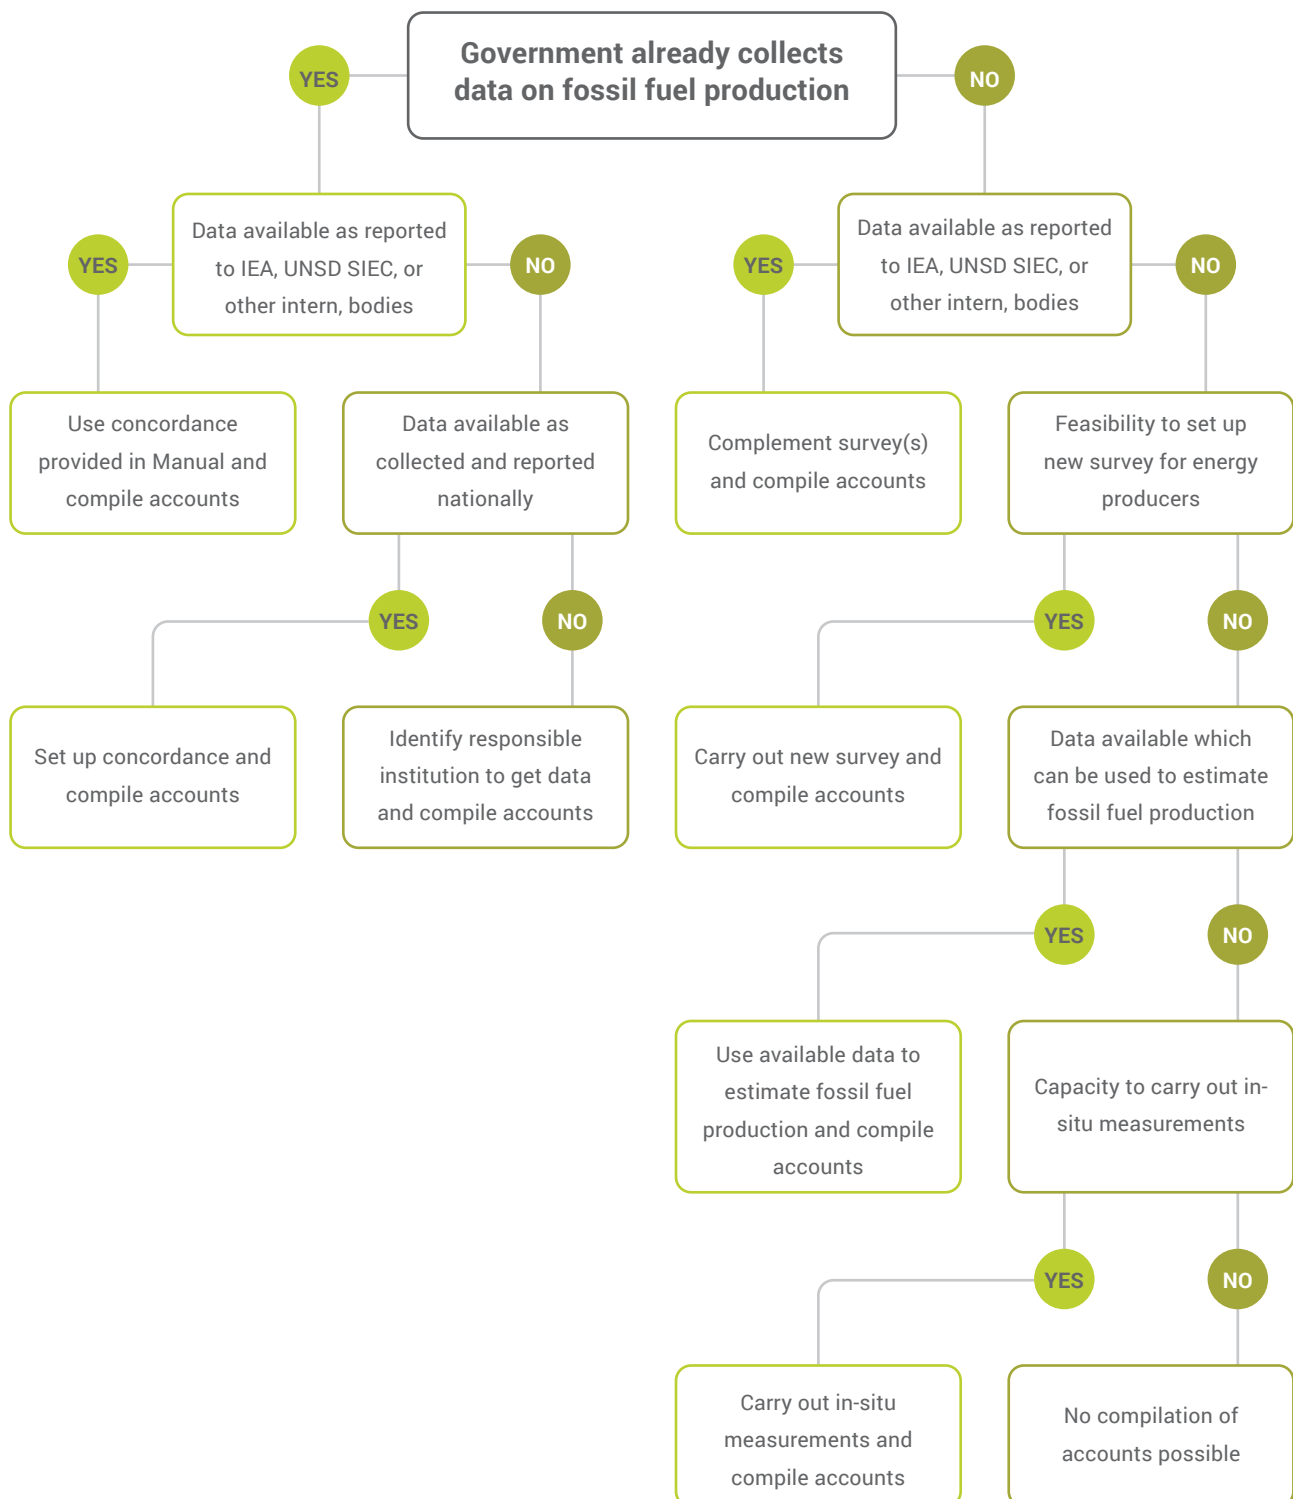 Government already collects
data on fossil fuel production
YES
NO
Data available as reported
to IEA, UNSD SIEC, or
other intern, bodies
Data available as reported
to IEA, UNSD SIEC, or
other intern, bodies
YES
NO
YES
NO
Use concordance
provided in Manual and
compile accounts
Data available as
collected and reported
nationally
Complement survey(s)
and compile accounts
Feasibility to set up
new survey for energy
producers
YES
NO
YES
NO
Set up concordance and
compile accounts
Identify responsible
institution to get data
and compile accounts
Carry out new survey and
compile accounts
Data available which
can be used to estimate
fossil fuel production
YES
NO
Use available data to
estimate fossil fuel
production and compile
accounts
Capacity to carry out in-
situ measurements
YES
NO
Carry out in-situ
measurements and
compile accounts
No compilation of
accounts possible